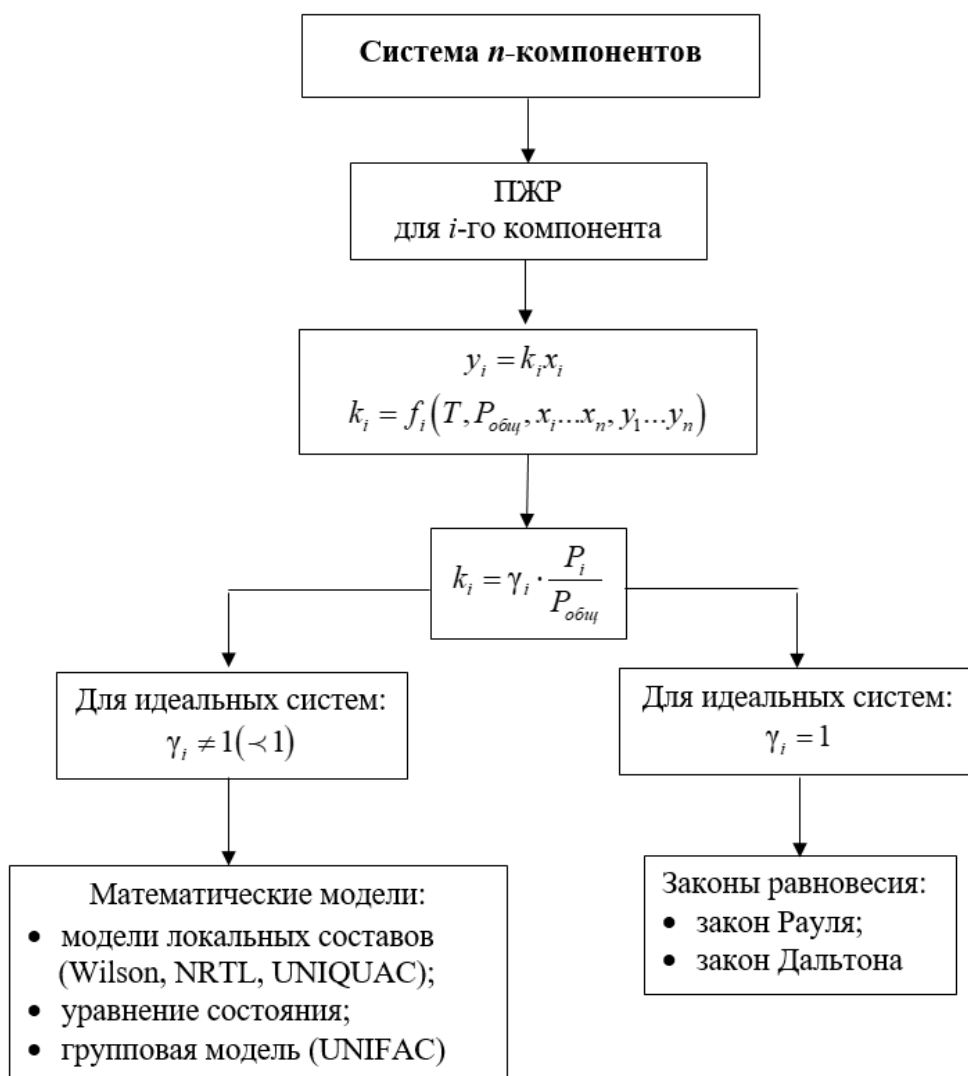 Система n-компонентов
ПЖР
для i-го компонента
y_i = k_i x_i
k_i = f_i(T, P_общ, x_i...x_n, y_1...y_n)
k_i = γ_i · P_i / P_общ
Для идеальных систем:
γ_i ≠ 1(≺1)
Для идеальных систем:
γ_i = 1
Математические модели:
• модели локальных составов
(Wilson, NRTL, UNIQUAC);
• уравнение состояния;
• групповая модель (UNIFAC)
Законы равновесия:
• закон Рауля;
• закон Дальтона